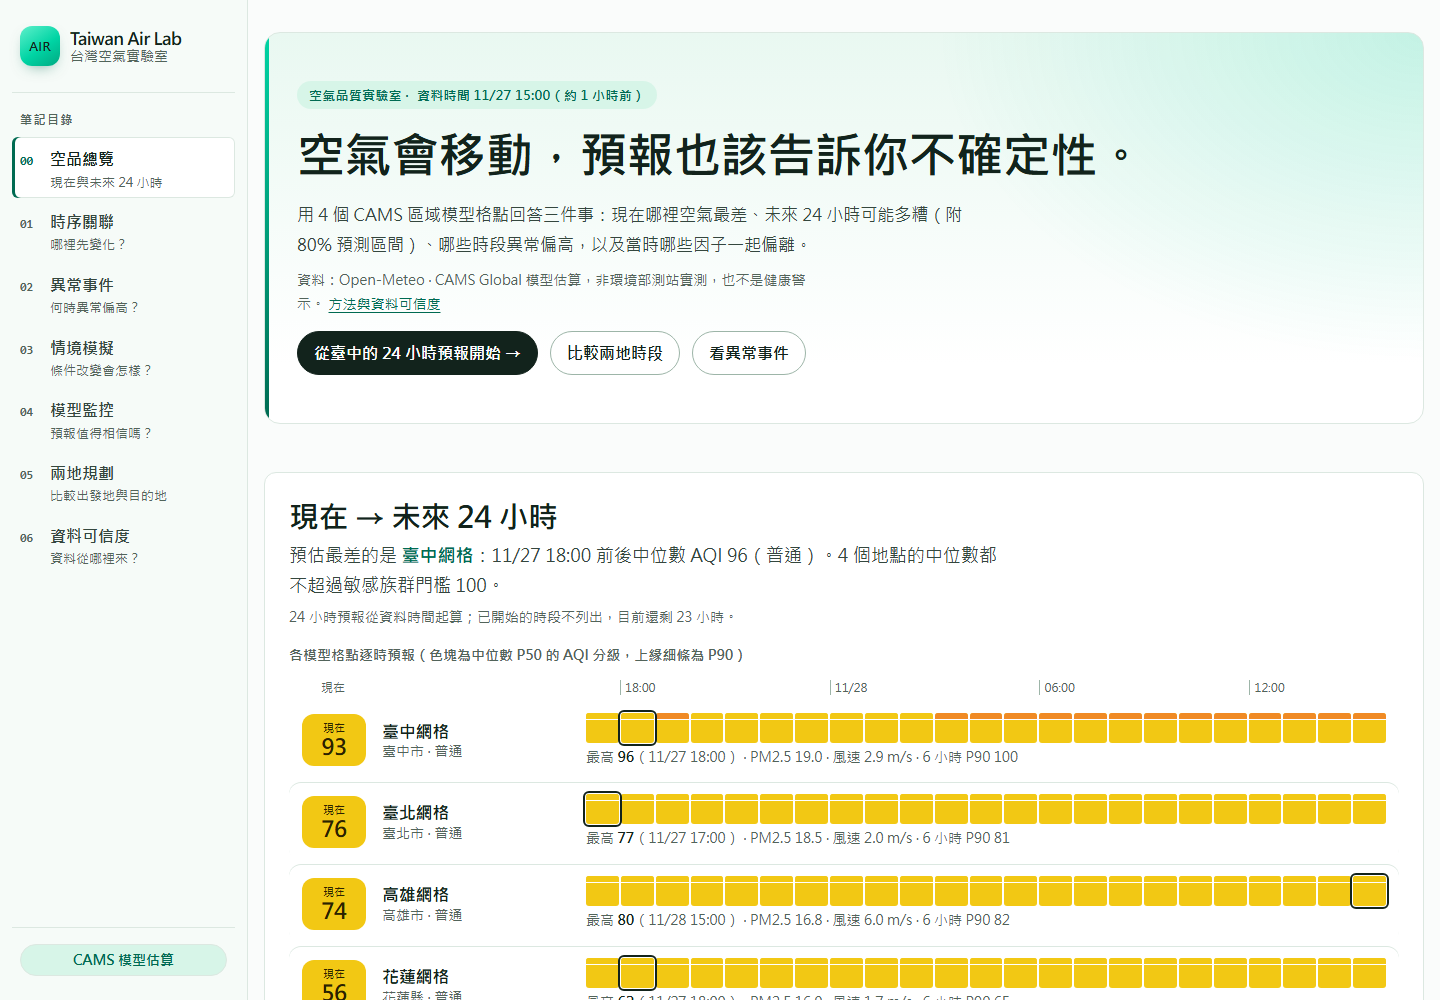 AIR
Taiwan Air Lab
台灣空氣實驗室
筆記目錄
00 空品總覽
現在與未來 24 小時
01 時序關聯
哪裡先變化？
02 異常事件
何時異常偏高？
03 情境模擬
條件改變會怎樣？
04 模型監控
預報值得相信嗎？
05 兩地規劃
比較出發地與目的地
06 資料可信度
資料從哪裡來？
CAMS 模型估算
空氣品質實驗室 · 資料時間 11/27 15:00（約 1 小時前）
空氣會移動，預報也該告訴你不確定性。
用 4 個 CAMS 區域模型格點回答三件事：現在哪裡空氣最差、未來 24 小時可能多糟（附
80% 預測區間）、哪些時段異常偏高，以及當時哪些因子一起偏離。
資料：Open-Meteo · CAMS Global 模型估算，非環境部測站實測，也不是健康警
示。 方法與資料可信度
從臺中的 24 小時預報開始 →
比較兩地時段
看異常事件
現在 → 未來 24 小時
預估最差的是 臺中網格：11/27 18:00 前後中位數 AQI 96（普通）。4 個地點的中位數都
不超過敏感族群門檻 100。
24 小時預報從資料時間起算；已開始的時段不列出，目前還剩 23 小時。
各模型格點逐時預報（色塊為中位數 P50 的 AQI 分級，上緣細條為 P90）
現在 18:00 11/28 06:00 12:00
現在
93
臺中網格
臺中市 · 普通
最高 96（11/27 18:00）· PM2.5 19.0 · 風速 2.9 m/s · 6 小時 P90 100
現在
76
臺北網格
臺北市 · 普通
最高 77（11/27 17:00）· PM2.5 18.5 · 風速 2.0 m/s · 6 小時 P90 81
現在
74
高雄網格
高雄市 · 普通
最高 80（11/28 15:00）· PM2.5 16.8 · 風速 6.0 m/s · 6 小時 P90 82
現在
56
花蓮網格
花蓮縣 · 普通